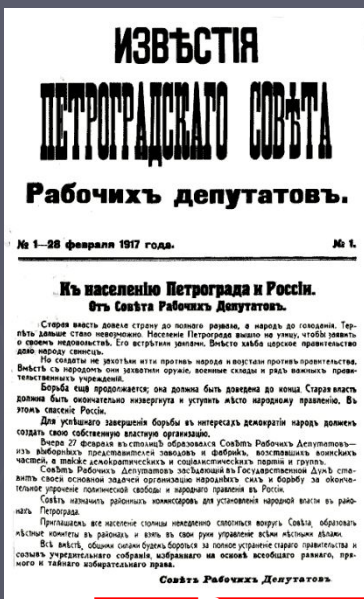 ИЗВѢСТІЯ
ПЕТРОГРАДСКАГО СОВѢТА
Рабочихъ депутатовъ.
№ 1—28 февраля 1917 года. № 1.
Къ населенію Петрограда и Россіи.
Отъ Совѣта Рабочихъ Депутатовъ.
Старая власть довела страну до полнаго развала, а народъ до голоданія. Тер-
пѣть дальше стало невозможно. Населеніе Петрограда вышло на улицу, чтобы заявить
о своемъ недовольствѣ. Его встрѣтили залпами. Вмѣсто хлѣба царское правительство
дало народу свинецъ.
Но солдаты не захотѣли итти противъ народа и возстали противъ правительства.
Вмѣстѣ съ народомъ они захватили оружіе, военные склады и рядъ важныхъ прави-
тельственныхъ учрежденій.
Борьба еще продолжается; она должна быть доведена до конца. Старая власть
должна быть окончательно низвергнута и уступить мѣсто народному правленію. Въ
этомъ спасеніе Россіи.
Для успѣшнаго завершенія борьбы въ интересахъ демократіи народъ долженъ
создать свою собственную властную организацію.
Вчера 27 февраля въ столицѣ образовался Совѣтъ Рабочихъ Депутатовъ—
изъ выборныхъ представителей заводовъ и фабрикъ, возставшихъ воинскихъ
частей, а также демократическихъ и соціалистическихъ партій и группъ.
Совѣтъ Рабочихъ Депутатовъ засѣдающій въ Государственной Думѣ ста-
витъ своей основной задачей организацію народныхъ силъ и борьбу за оконча-
тельное упроченіе политической свободы и народнаго правленія въ Россіи.
Совѣтъ назначилъ районныхъ комиссаровъ для установленія народной власти въ райо-
нахъ Петрограда.
Приглашаемъ все населеніе столицы немедленно сплотиться вокругъ Совѣта, образовать
мѣстные комитеты въ районахъ и взять въ свои руки управленіе всѣми мѣстными дѣлами.
Всѣ вмѣстѣ, общими силами будемъ бороться за полное устраненіе стараго правительства и
созывъ учредительнаго собранія, избраннаго на основѣ всеобщаго равнаго, пря-
мого и тайнаго избирательнаго права.
Совѣтъ Рабочихъ Депутатовъ